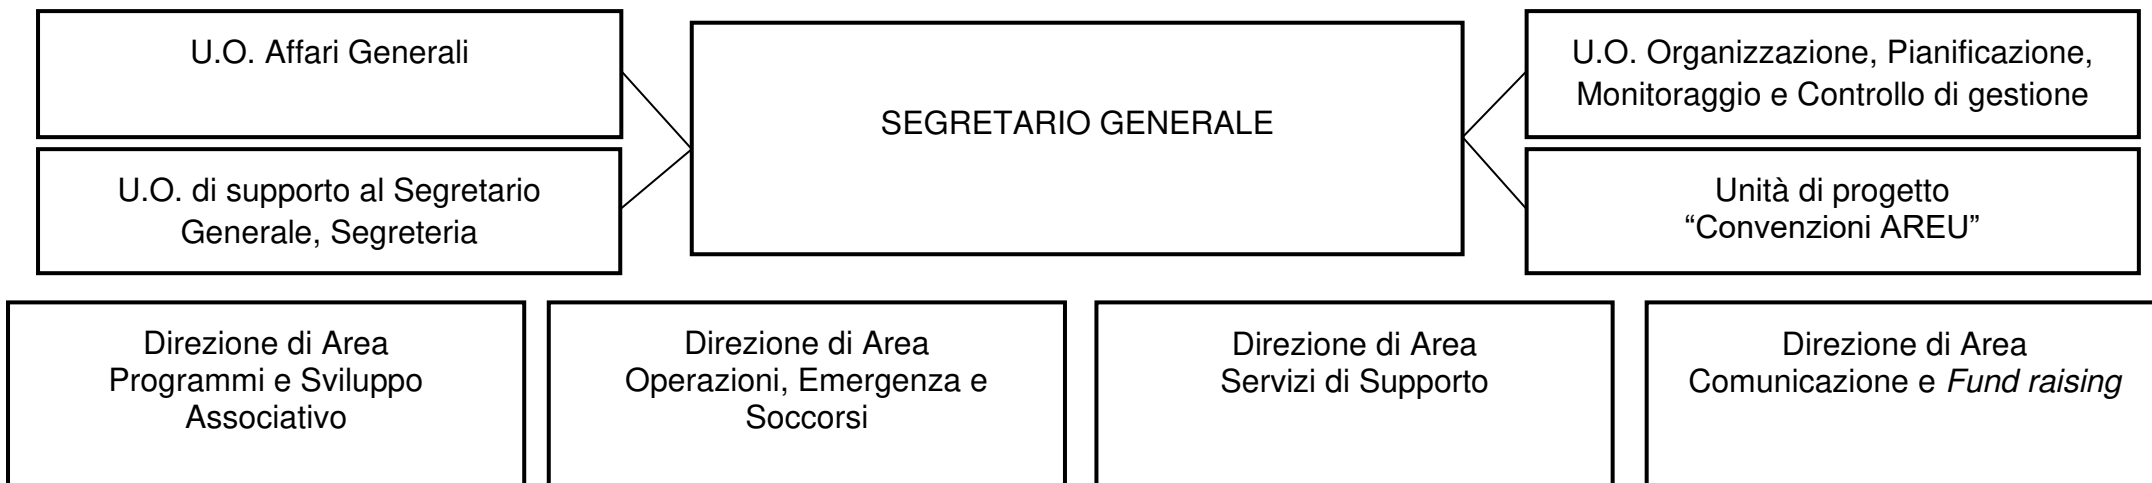 U.O. Affari Generali
U.O. di supporto al Segretario
Generale, Segreteria
SEGRETARIO GENERALE
U.O. Organizzazione, Pianificazione,
Monitoraggio e Controllo di gestione
Unità di progetto
“Convenzioni AREU”
Direzione di Area
Programmi e Sviluppo
Associativo
Direzione di Area
Operazioni, Emergenza e
Soccorsi
Direzione di Area
Servizi di Supporto
Direzione di Area
Comunicazione e Fund raising